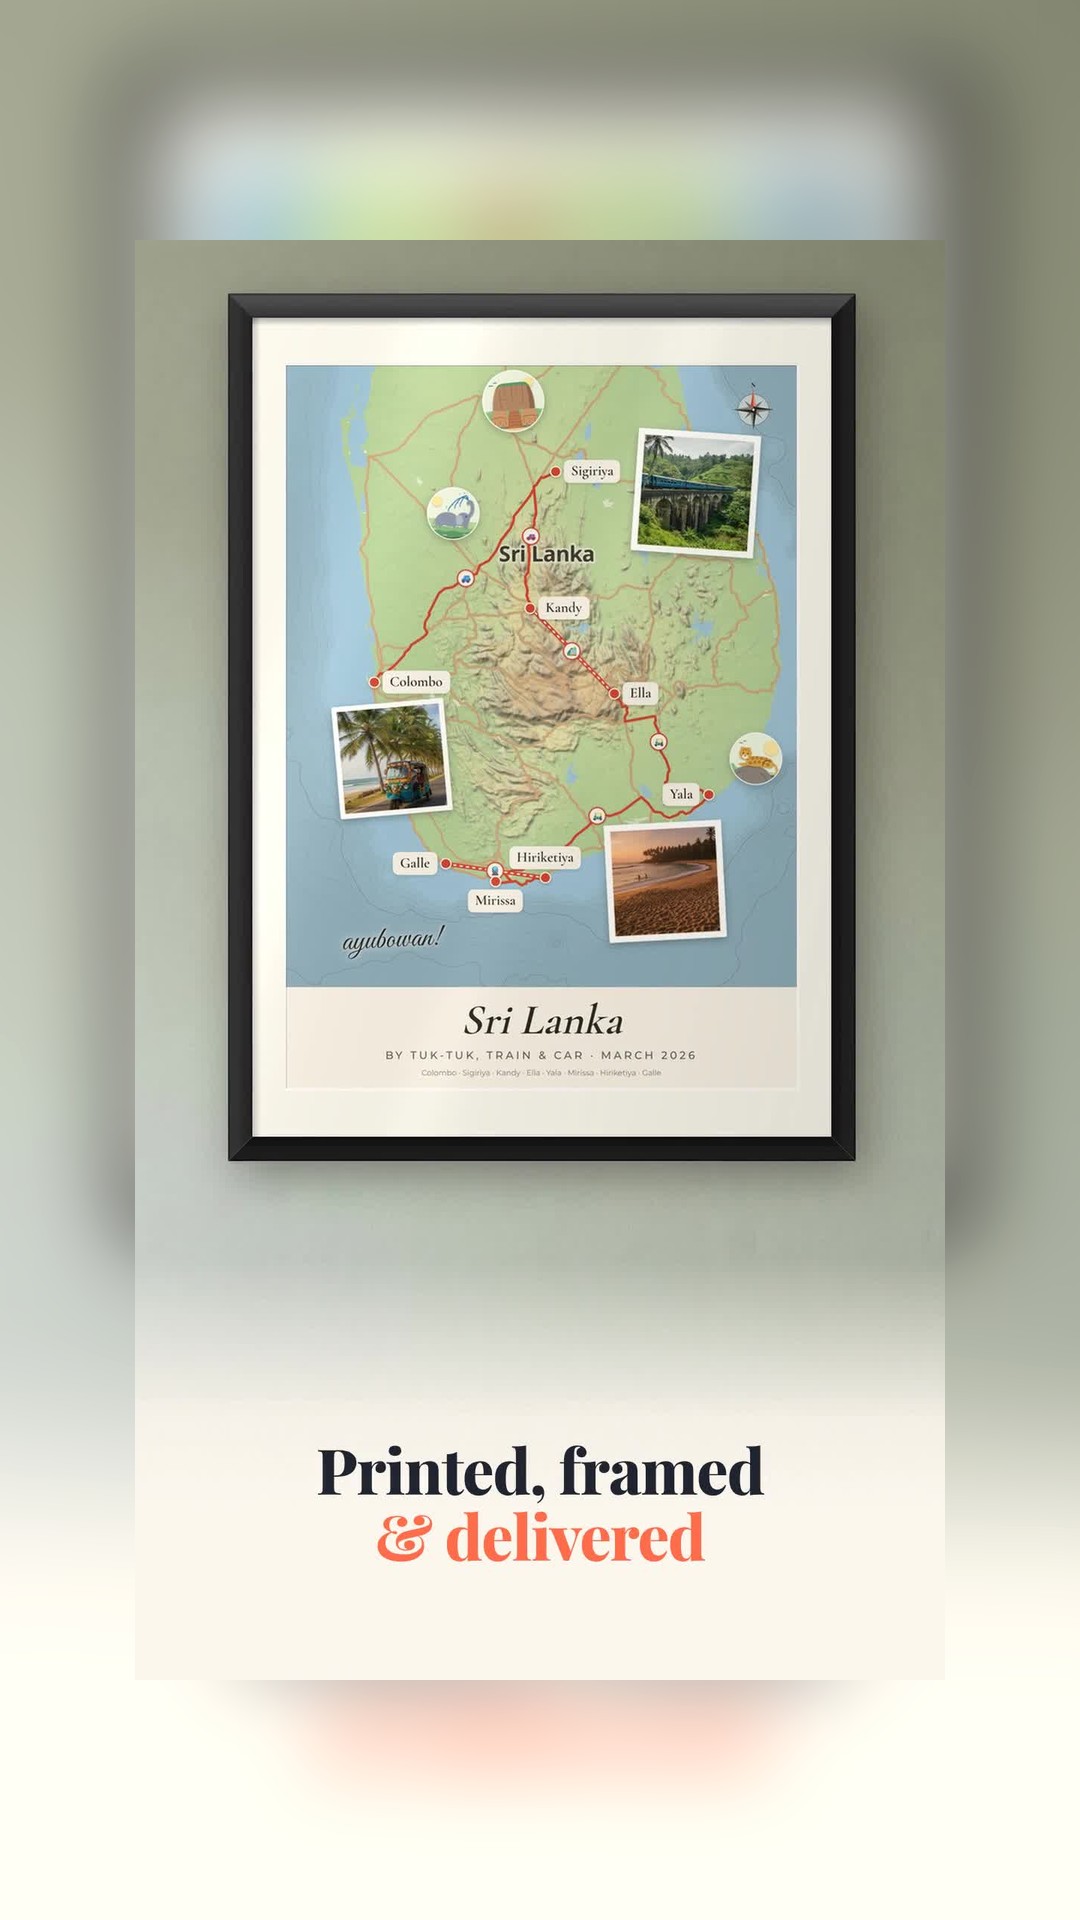 Sigiriya
Sri Lanka
Kandy
Colombo
Ella
Yala
Hiriketiya
Galle
Mirissa
ayubowan!
Sri Lanka
BY TUK-TUK, TRAIN & CAR · MARCH 2026
Colombo · Sigiriya · Kandy · Ella · Yala · Mirissa · Hiriketiya · Galle
Printed, framed
& delivered